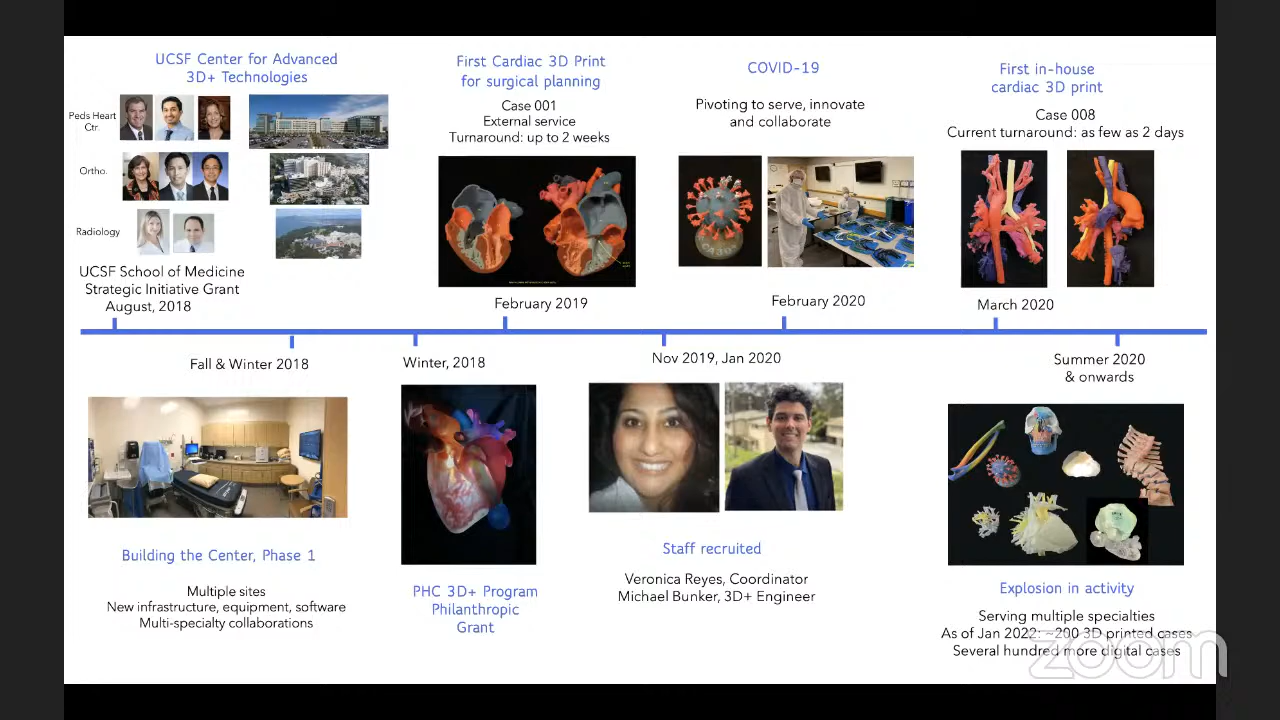 UCSF Center for Advanced
3D+ Technologies
Peds Heart
Ctr.
Ortho.
Radiology
UCSF School of Medicine
Strategic Initiative Grant
August, 2018
First Cardiac 3D Print
for surgical planning
Case 001
External service
Turnaround: up to 2 weeks
February 2019
COVID-19
Pivoting to serve, innovate
and collaborate
February 2020
First in-house
cardiac 3D print
Case 008
Current turnaround: as few as 2 days
March 2020
Fall & Winter 2018
Building the Center, Phase 1
Multiple sites
New infrastructure, equipment, software
Multi-specialty collaborations
Winter, 2018
PHC 3D+ Program
Philanthropic
Grant
Nov 2019, Jan 2020
Staff recruited
Veronica Reyes, Coordinator
Michael Bunker, 3D+ Engineer
Summer 2020
& onwards
Explosion in activity
Serving multiple specialties
As of Jan 2022: ~200 3D printed cases
Several hundred more digital cases
zoom